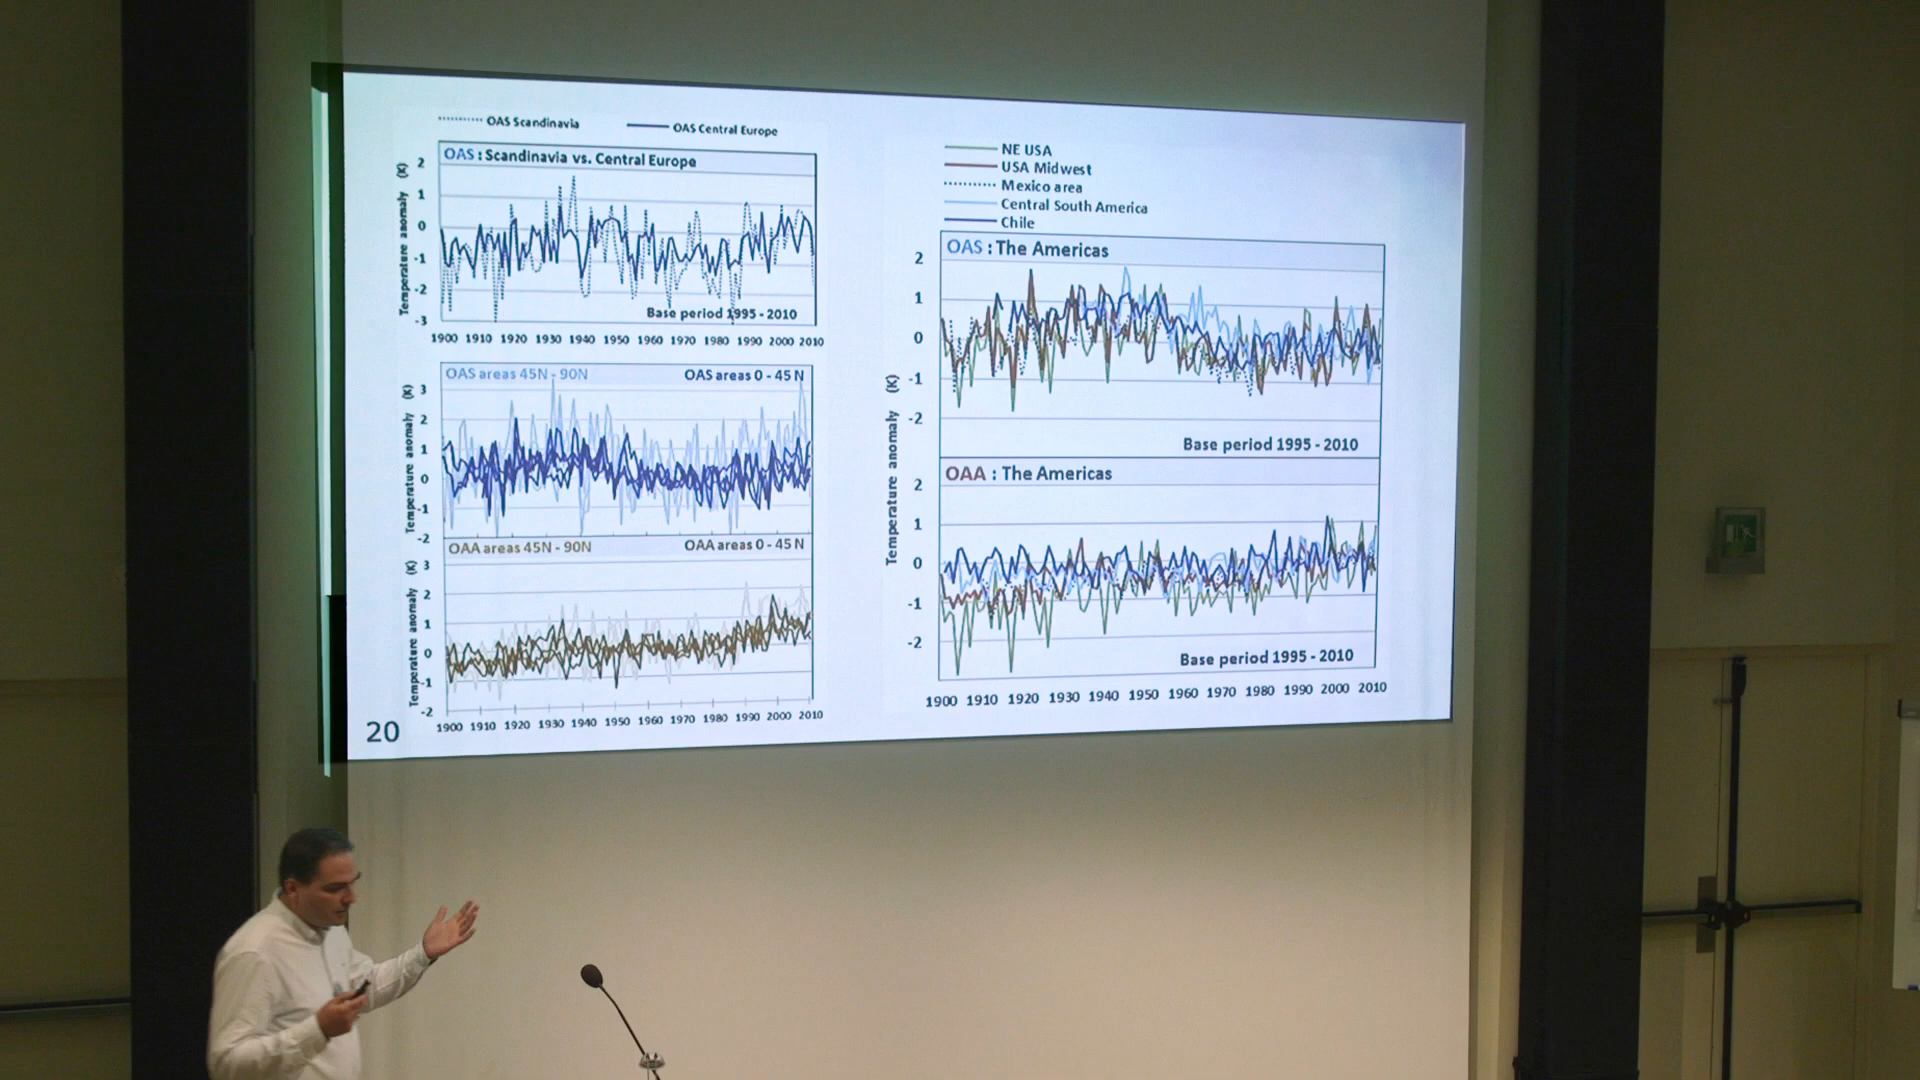 OAS Scandinavia OAS Central Europe
OAS : Scandinavia vs. Central Europe
Temperature anomaly (K)
2
1
0
-1
-2
-3
Base period 1995 - 2010
1900 1910 1920 1930 1940 1950 1960 1970 1980 1990 2000 2010
OAS areas 45N - 90N OAS areas 0 - 45 N
Temperature anomaly (K)
3
2
1
0
-1
-2
OAA areas 45N - 90N OAA areas 0 - 45 N
Temperature anomaly (K)
3
2
1
0
-1
-2
1900 1910 1920 1930 1940 1950 1960 1970 1980 1990 2000 2010
20
NE USA
USA Midwest
Mexico area
Central South America
Chile
OAS : The Americas
Temperature anomaly (K)
2
1
0
-1
-2
Base period 1995 - 2010
OAA : The Americas
2
1
0
-1
-2
Base period 1995 - 2010
1900 1910 1920 1930 1940 1950 1960 1970 1980 1990 2000 2010